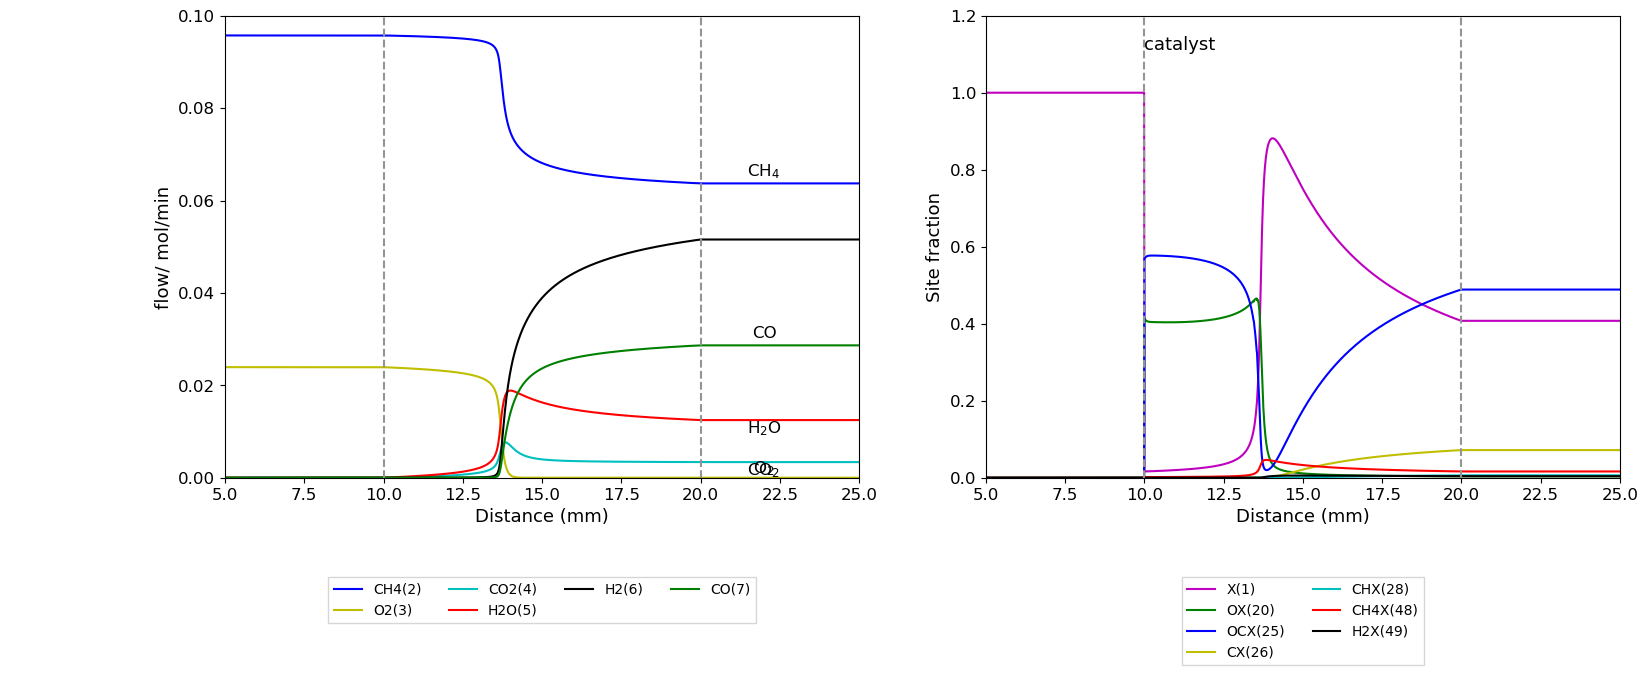 0.10
0.08
0.06
0.04
0.02
0.00
flow/ mol/min
CH₄
CO
H₂O
O₂
CO₂
5.0 7.5 10.0 12.5 15.0 17.5 20.0 22.5 25.0
Distance (mm)
CH4(2) CO2(4) H2(6) CO(7)
O2(3) H2O(5)
1.2
1.0
0.8
0.6
0.4
0.2
0.0
Site fraction
catalyst
5.0 7.5 10.0 12.5 15.0 17.5 20.0 22.5 25.0
Distance (mm)
X(1) CHX(28)
OX(20) CH4X(48)
OCX(25) H2X(49)
CX(26)